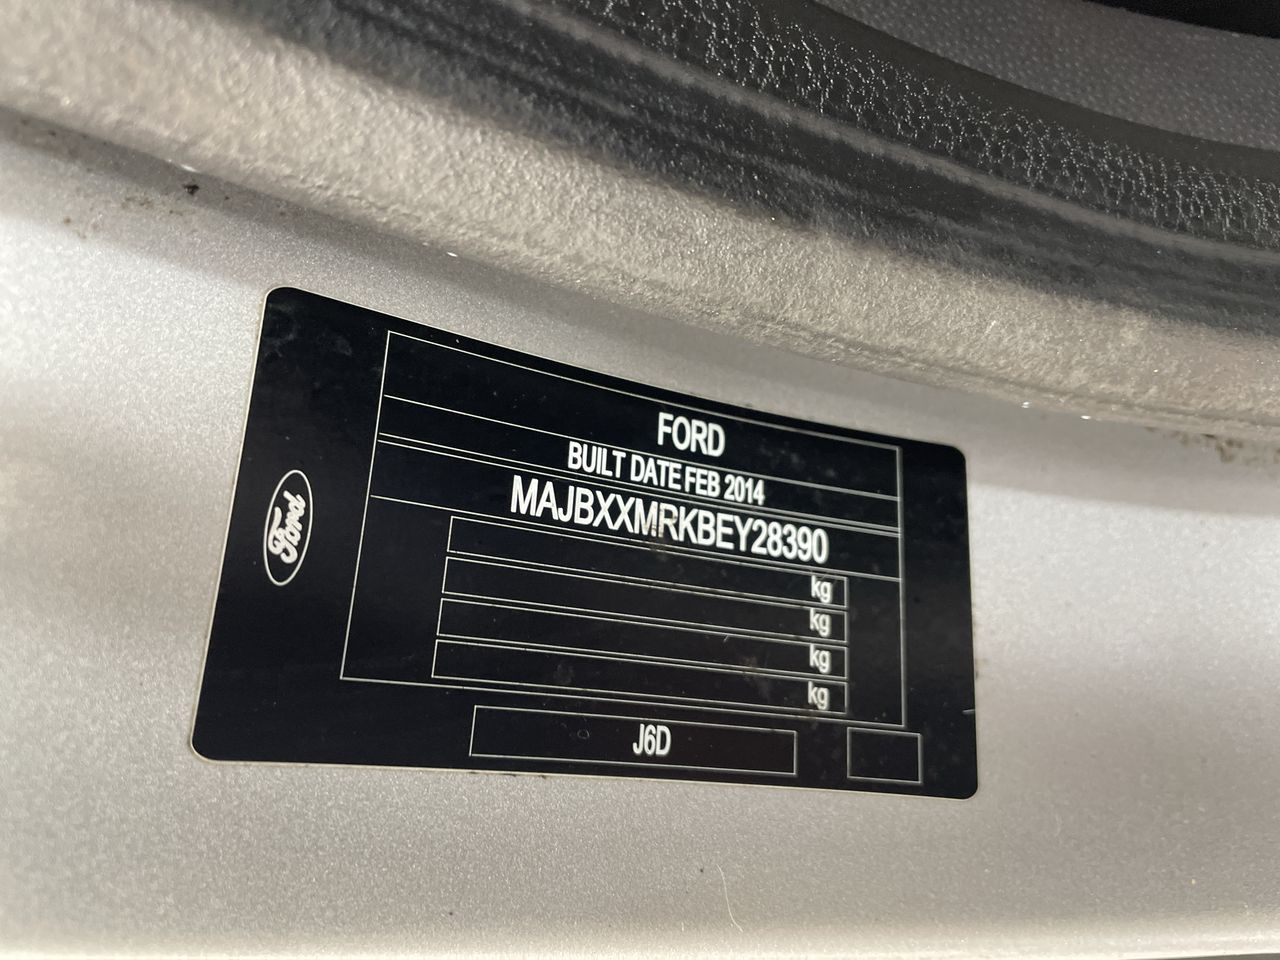 FORD
BUILT DATE FEB 2014
MAJBXXMRKBEY28390
Ford
kg
kg
kg
kg
J6D